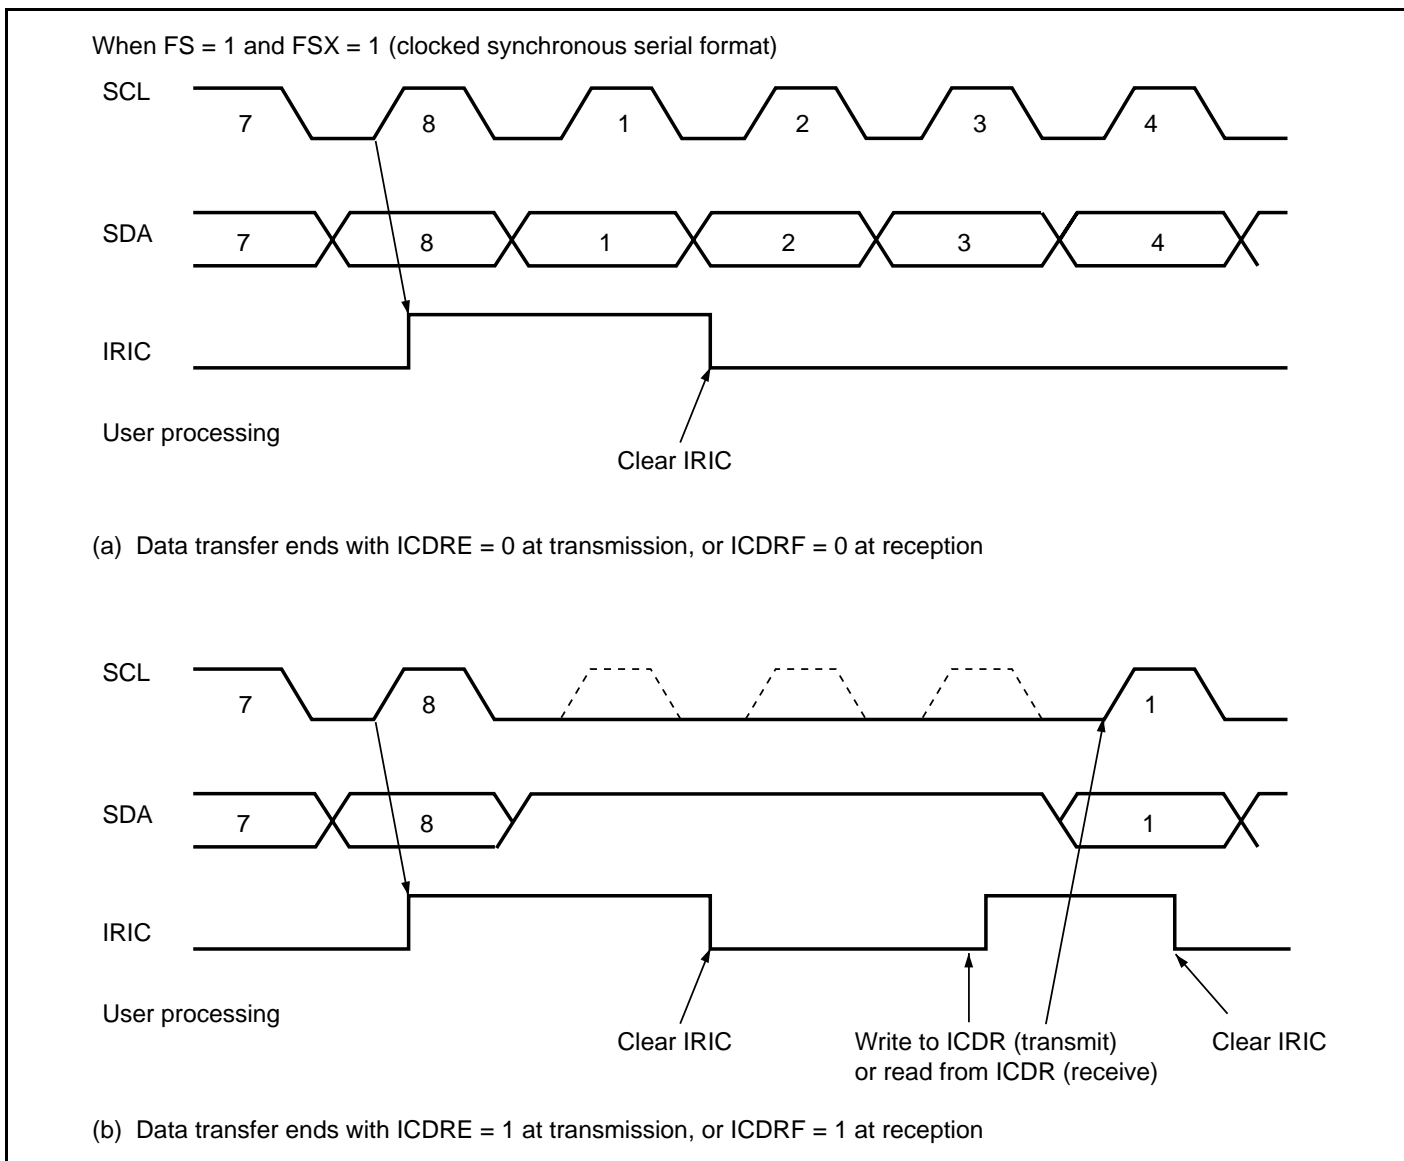 When FS = 1 and FSX = 1 (clocked synchronous serial format)
SCL
7 8 1 2 3 4
SDA
7 8 1 2 3 4
IRIC
User processing
Clear IRIC
(a) Data transfer ends with ICDRE = 0 at transmission, or ICDRF = 0 at reception
SCL
7 8 1
SDA
7 8 1
IRIC
User processing
Clear IRIC
Write to ICDR (transmit)
or read from ICDR (receive)
Clear IRIC
(b) Data transfer ends with ICDRE = 1 at transmission, or ICDRF = 1 at reception